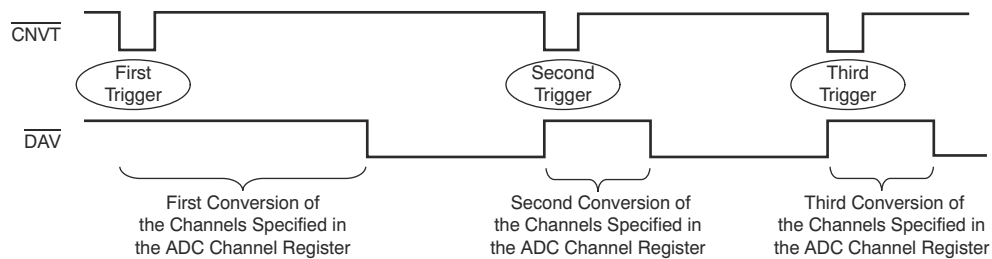 CNVT
First
Trigger
Second
Trigger
Third
Trigger
DAV
First Conversion of
the Channels Specified in
the ADC Channel Register
Second Conversion of
the Channels Specified in
the ADC Channel Register
Third Conversion of
the Channels Specified in
the ADC Channel Register